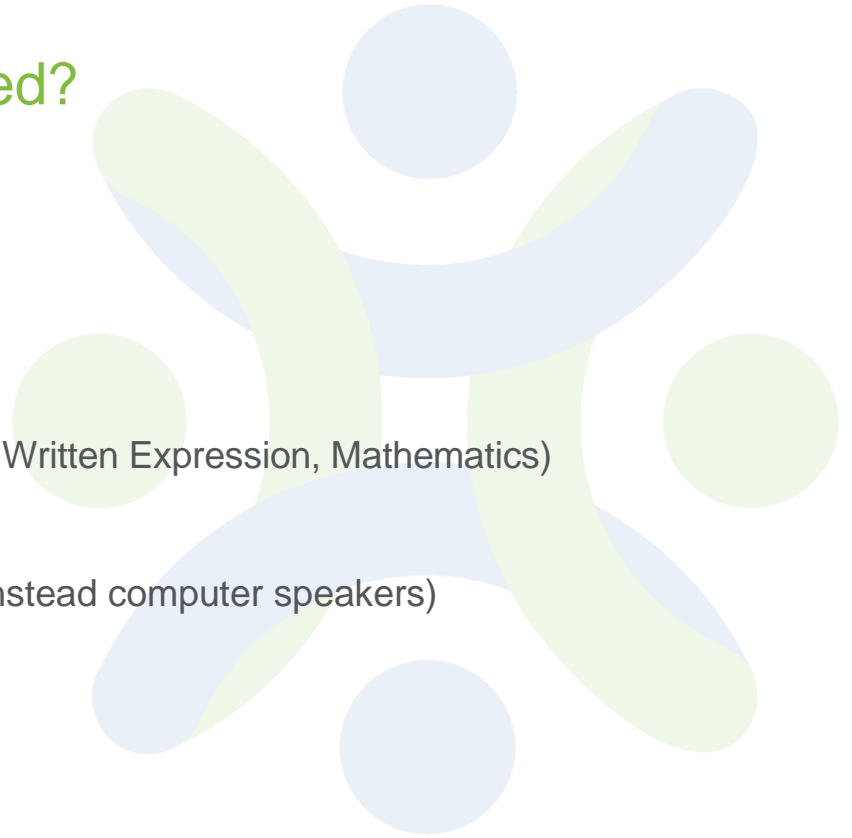 ed?
Written Expression, Mathematics)
nstead computer speakers)